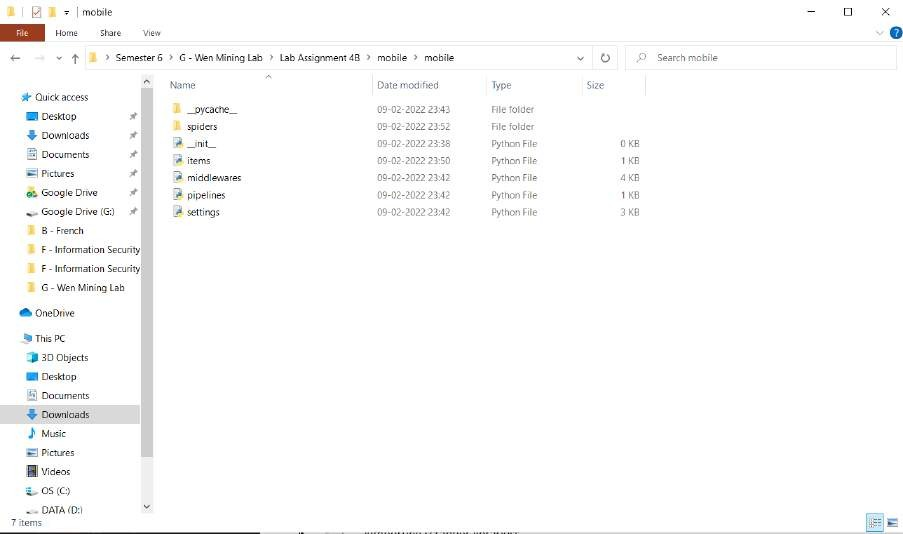 mobile
File Home Share View
Semester 6 G - Wen Mining Lab Lab Assignment 4B mobile mobile
Search mobile
Name Date modified Type Size
Quick access
Desktop
Downloads
Documents
Pictures
Google Drive
Google Drive (G:)
B - French
F - Information Security
F - Information Security
G - Wen Mining Lab
OneDrive
This PC
3D Objects
Desktop
Documents
Downloads
Music
Pictures
Videos
OS (C:)
DATA (D:)
__pycache__ 09-02-2022 23:43 File folder
spiders 09-02-2022 23:52 File folder
__init__ 09-02-2022 23:38 Python File 0 KB
items 09-02-2022 23:50 Python File 1 KB
middlewares 09-02-2022 23:42 Python File 4 KB
pipelines 09-02-2022 23:42 Python File 1 KB
settings 09-02-2022 23:42 Python File 3 KB
7 items